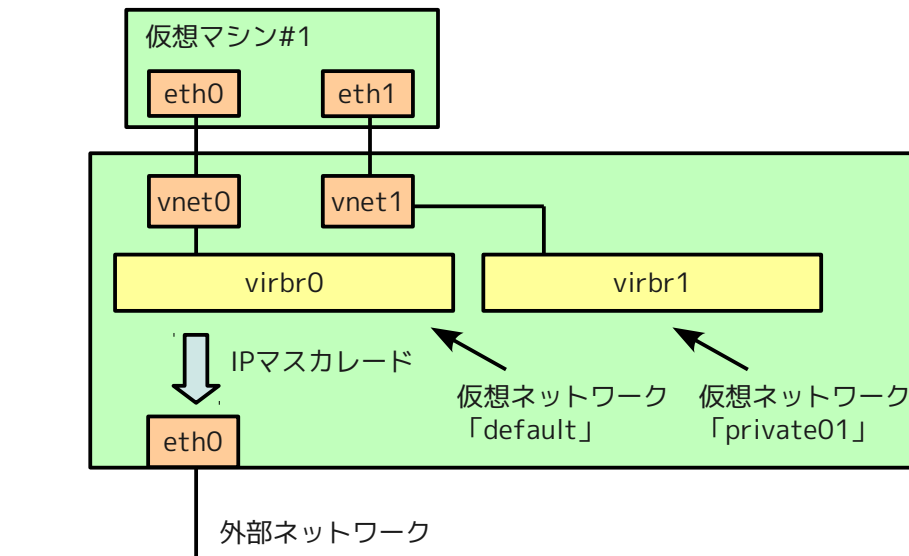 仮想マシン#1
eth0
eth1
vnet0
vnet1
virbr0
virbr1
IPマスカレード
仮想ネットワーク
「default」
仮想ネットワーク
「private01」
eth0
外部ネットワーク